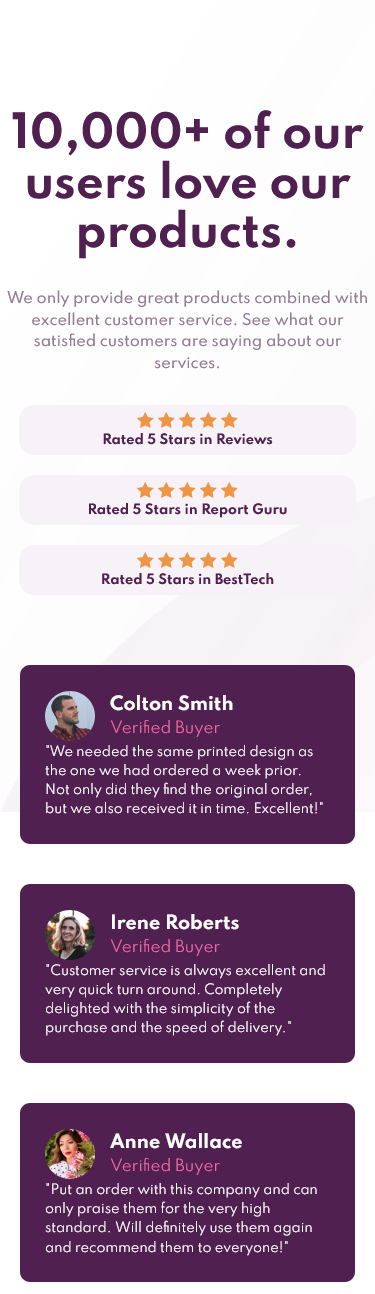 10,000+ of our
users love our
products.
We only provide great products combined with
excellent customer service. See what our
satisfied customers are saying about our
services.
Rated 5 Stars in Reviews
Rated 5 Stars in Report Guru
Rated 5 Stars in BestTech
Colton Smith
Verified Buyer
"We needed the same printed design as
the one we had ordered a week prior.
Not only did they find the original order,
but we also received it in time. Excellent!"
Irene Roberts
Verified Buyer
"Customer service is always excellent and
very quick turn around. Completely
delighted with the simplicity of the
purchase and the speed of delivery."
Anne Wallace
Verified Buyer
"Put an order with this company and can
only praise them for the very high
standard. Will definitely use them again
and recommend them to everyone!"